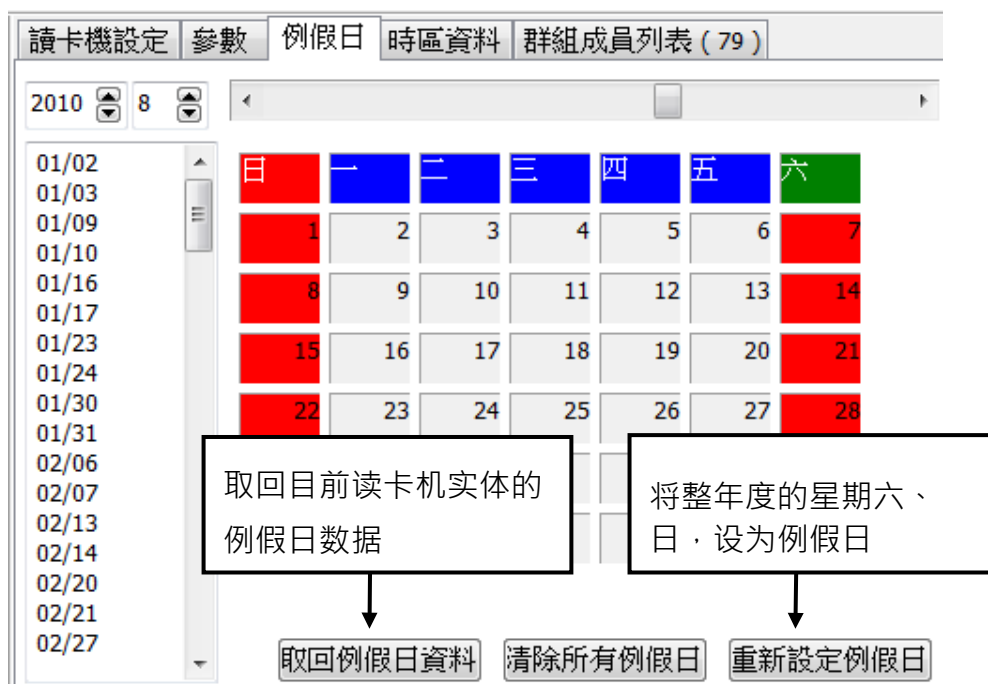 讀卡機設定 參數 例假日 時區資料 群組成員列表 ( 79 )
2010 8
01/02
01/03
01/09
01/10
01/16
01/17
01/23
01/24
01/30
01/31
02/06
02/07
02/13
02/14
02/20
02/21
02/27
日 一 二 三 四 五 六
1 2 3 4 5 6 7
8 9 10 11 12 13 14
15 16 17 18 19 20 21
22 23 24 25 26 27 28
取回目前读卡机实体的
例假日数据
将整年度的星期六、
日，设为例假日
取回例假日資料 清除所有例假日 重新設定例假日